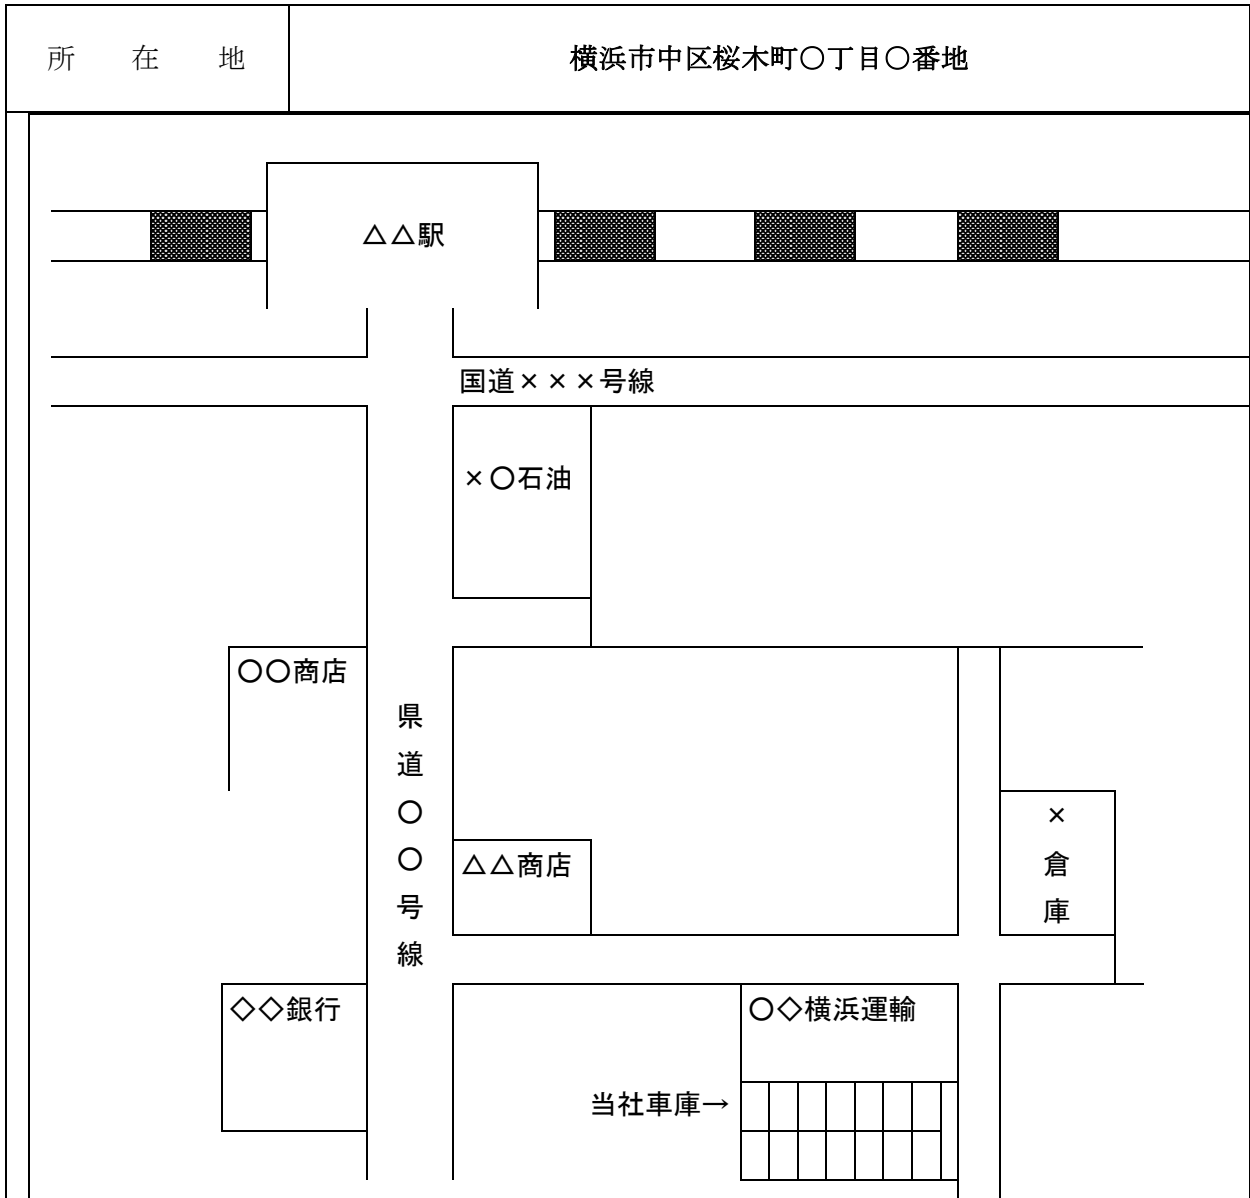 所在地
横浜市中区桜木町○丁目○番地
△△駅
国道×××号線
×○石油
○○商店
県道○○号線
△△商店
×倉庫
◇◇銀行
○◇横浜運輸
当社車庫→